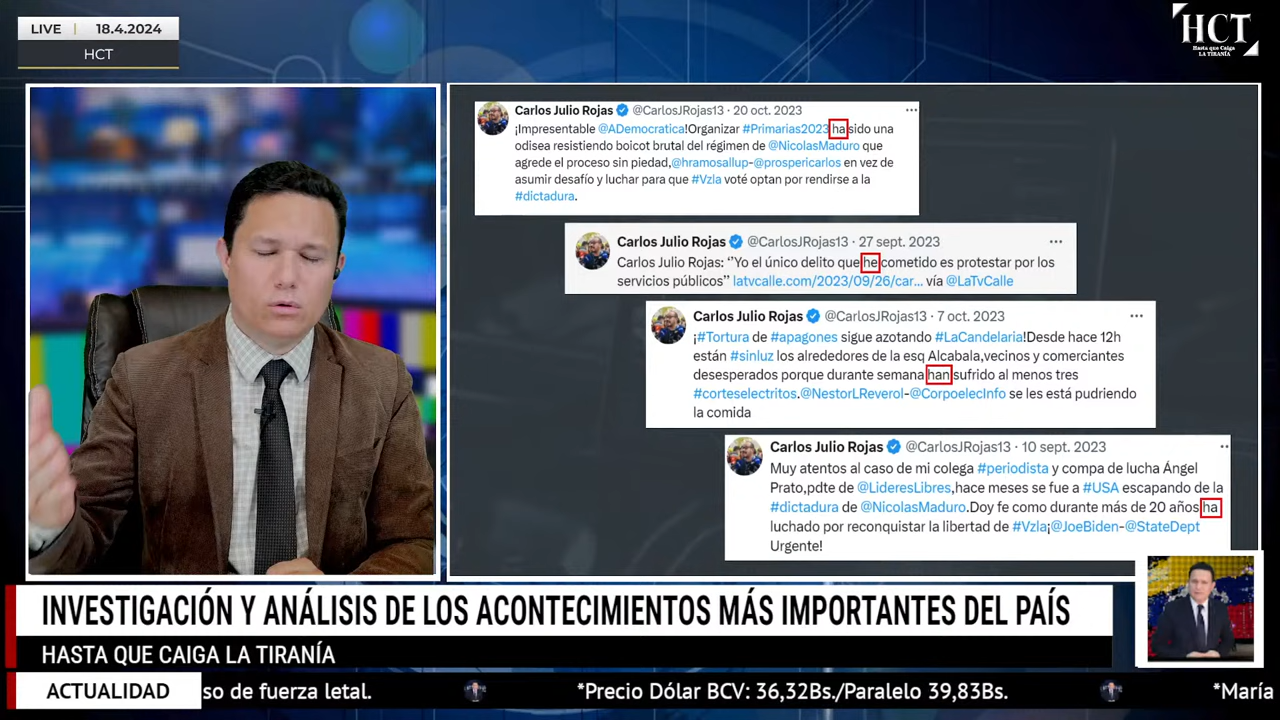 LIVE | 18.4.2024
HCT
HCT
Hasta que Caiga
LA TIRANÍA
Carlos Julio Rojas @CarlosJRojas13 · 20 oct. 2023 ...
¡Impresentable @ADemocratica!Organizar #Primarias2023 ha sido una
odisea resistiendo boicot brutal del régimen de @NicolasMaduro que
agrede el proceso sin piedad,@hramosallup-@prospericarlos en vez de
asumir desafío y luchar para que #Vzla voté optan por rendirse a la
#dictadura.
Carlos Julio Rojas @CarlosJRojas13 · 27 sept. 2023 ...
Carlos Julio Rojas: ‘’Yo el único delito que he cometido es protestar por los
servicios públicos’’ latvcalle.com/2023/09/26/car... vía @LaTvCalle
Carlos Julio Rojas @CarlosJRojas13 · 7 oct. 2023 ...
¡#Tortura de #apagones sigue azotando #LaCandelaria!Desde hace 12h
están #sinluz los alrededores de la esq Alcabala,vecinos y comerciantes
desesperados porque durante semana han sufrido al menos tres
#corteselectritos.@NestorLReverol-@CorpoelecInfo se les está pudriendo
la comida
Carlos Julio Rojas @CarlosJRojas13 · 10 sept. 2023 ..
Muy atentos al caso de mi colega #periodista y compa de lucha Ángel
Prato,pdte de @LideresLibres,hace meses se fue a #USA escapando de la
#dictadura de @NicolasMaduro.Doy fe como durante más de 20 años ha
luchado por reconquistar la libertad de #Vzla¡@JoeBiden-@StateDept
Urgente!
INVESTIGACIÓN Y ANÁLISIS DE LOS ACONTECIMIENTOS MÁS IMPORTANTES DEL PAÍS
HASTA QUE CAIGA LA TIRANÍA
ACTUALIDAD so de fuerza letal. *Precio Dólar BCV: 36,32Bs./Paralelo 39,83Bs. *María